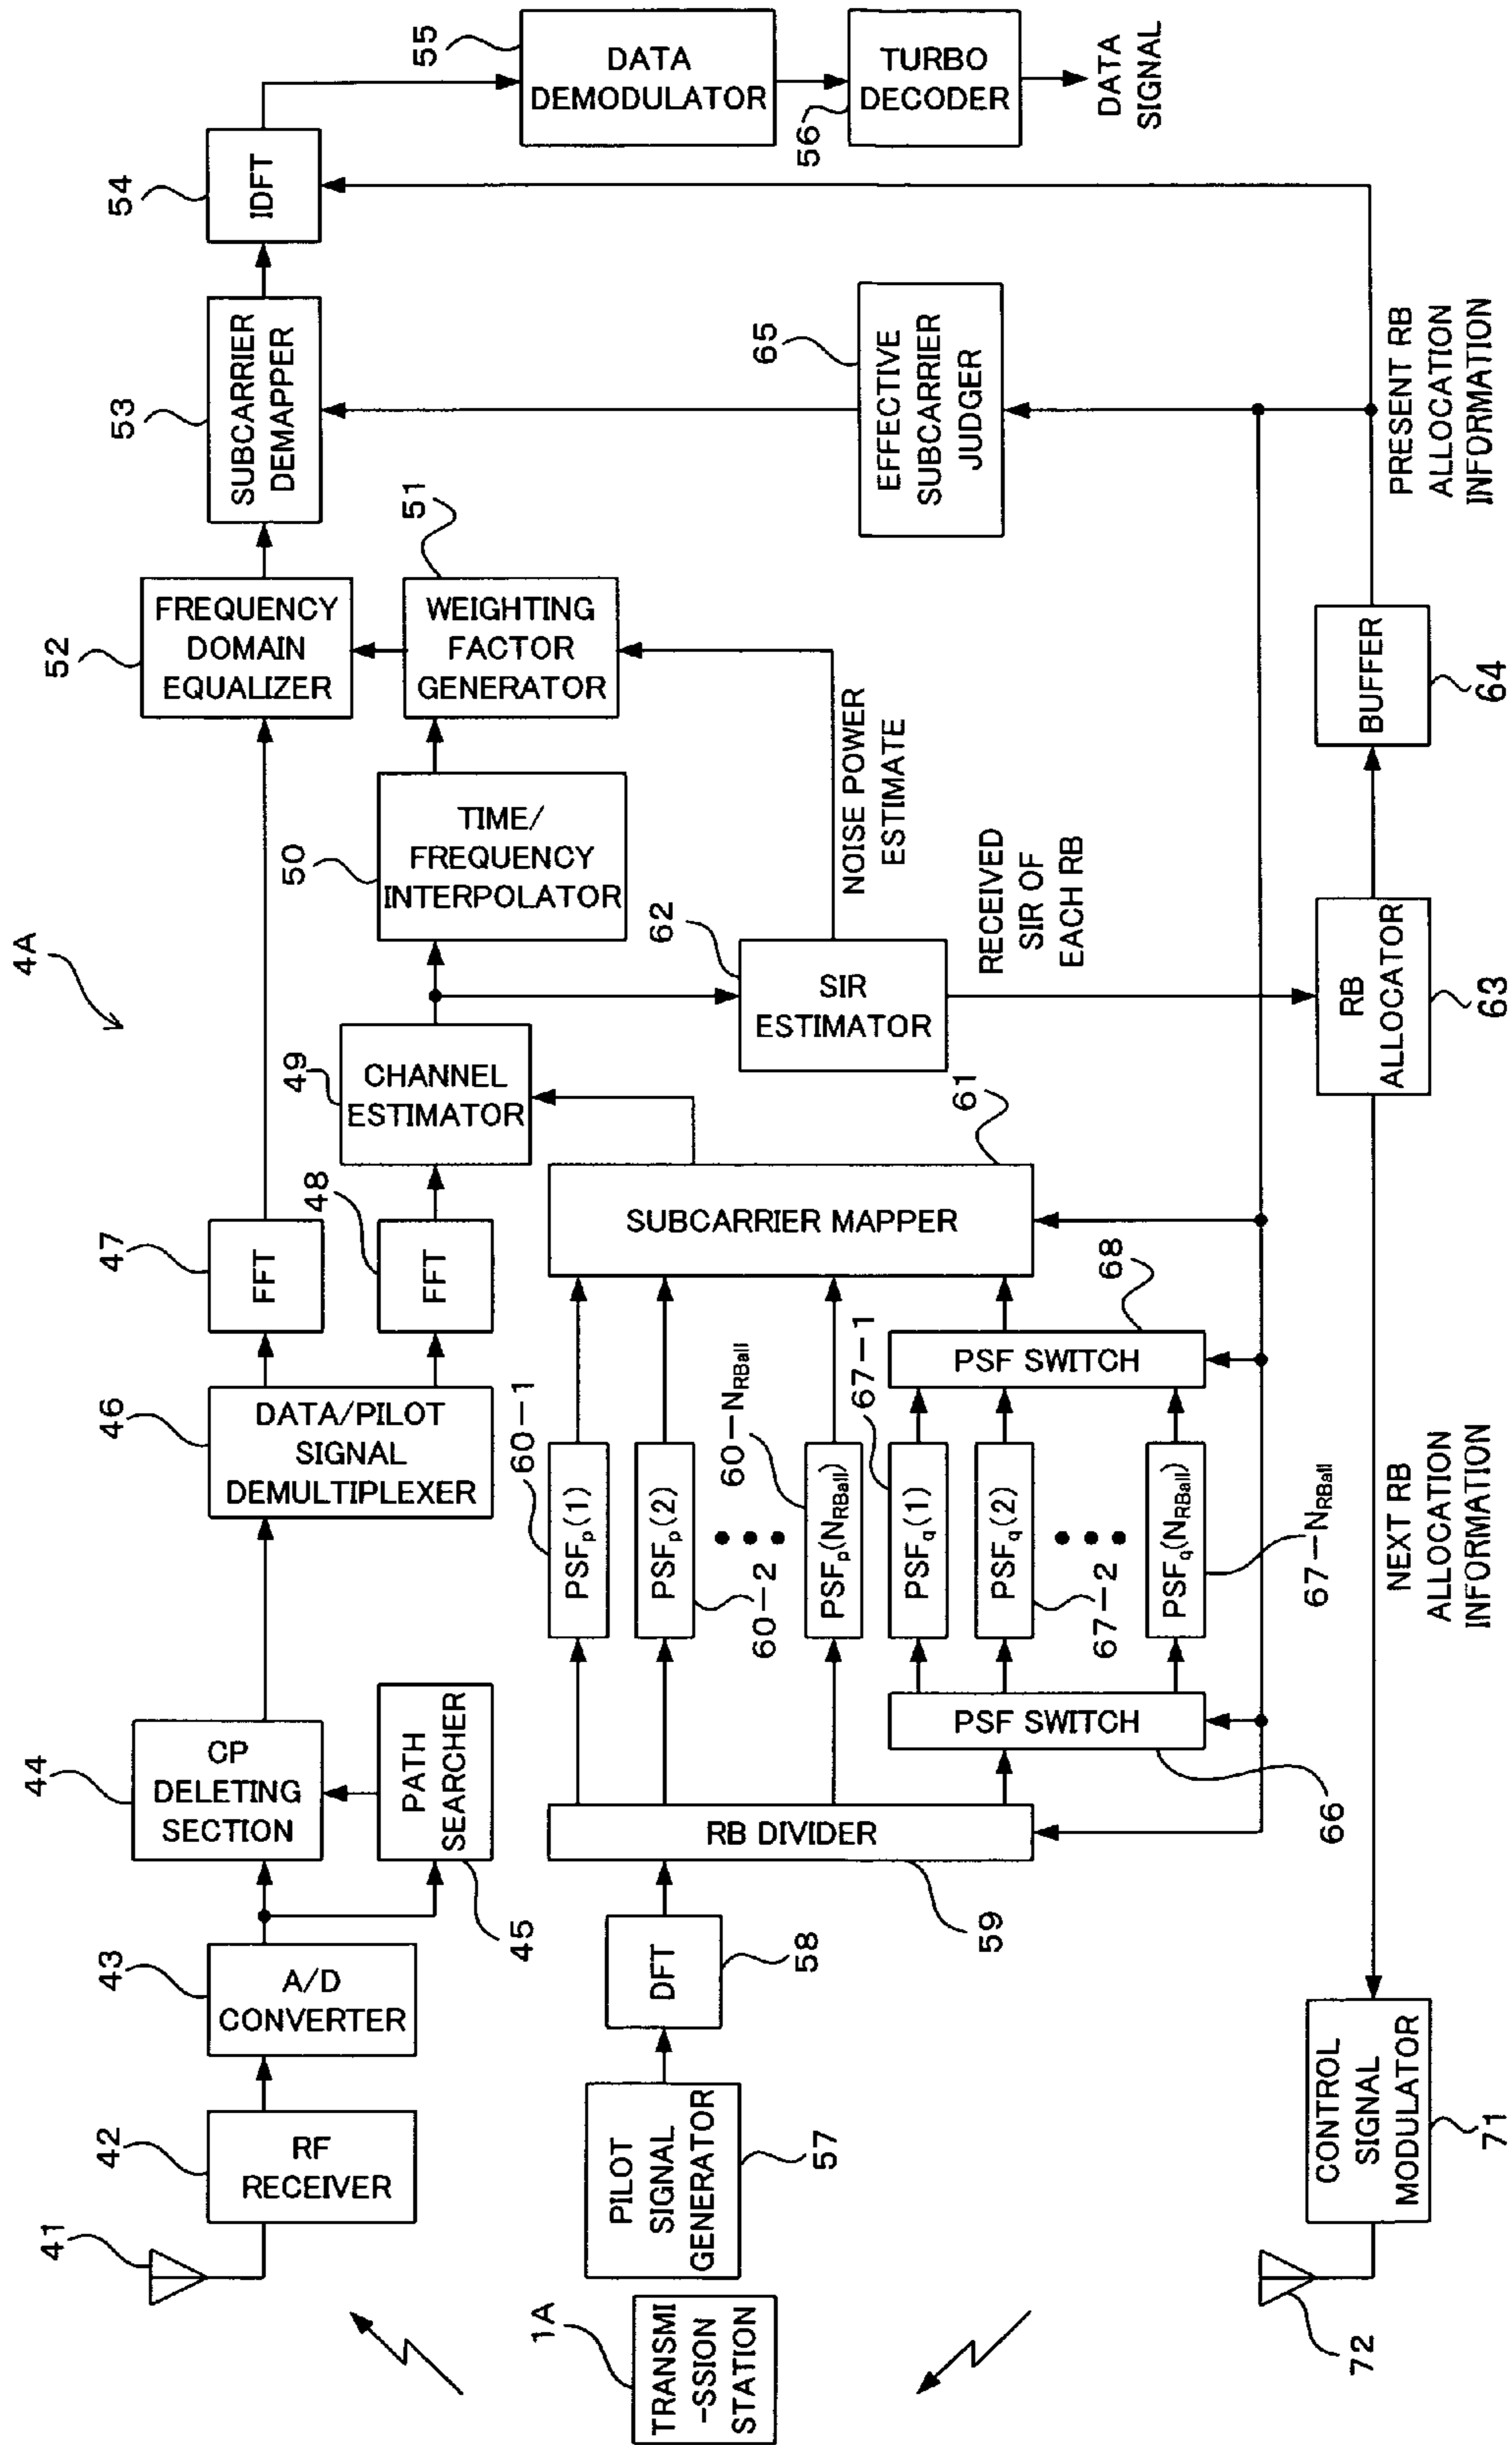 4A
41
RF
RECEIVER
42
A/D
CONVERTER
43
CP
DELETING
SECTION
44
PATH
SEARCHER
45
DATA/PILOT
SIGNAL
DEMULTIPLEXER
46
FFT
47
FFT
48
CHANNEL
ESTIMATOR
49
TIME/
FREQUENCY
INTERPOLATOR
50
WEIGHTING
FACTOR
GENERATOR
51
FREQUENCY
DOMAIN
EQUALIZER
52
SUBCARRIER
DEMAPPER
53
IDFT
54
DATA
DEMODULATOR
55
TURBO
DECODER
56
DATA
SIGNAL
TRANSMI
-SSION
STATION
1A
PILOT
SIGNAL
GENERATOR
57
DFT
58
RB DIVIDER
59
PSFp(1)
60-1
PSFp(2)
60-2
PSFp(NRBall)
60-NRBall
PSF SWITCH
66
PSFq(1)
67-1
PSFq(2)
67-2
PSFq(NRBall)
67-NRBall
PSF SWITCH
68
SUBCARRIER MAPPER
61
SIR
ESTIMATOR
62
NOISE POWER
ESTIMATE
RECEIVED
SIR OF
EACH RB
EFFECTIVE
SUBCARRIER
JUDGER
65
72
CONTROL
SIGNAL
MODULATOR
71
NEXT RB
ALLOCATION
INFORMATION
RB
ALLOCATOR
63
BUFFER
64
PRESENT RB
ALLOCATION
INFORMATION